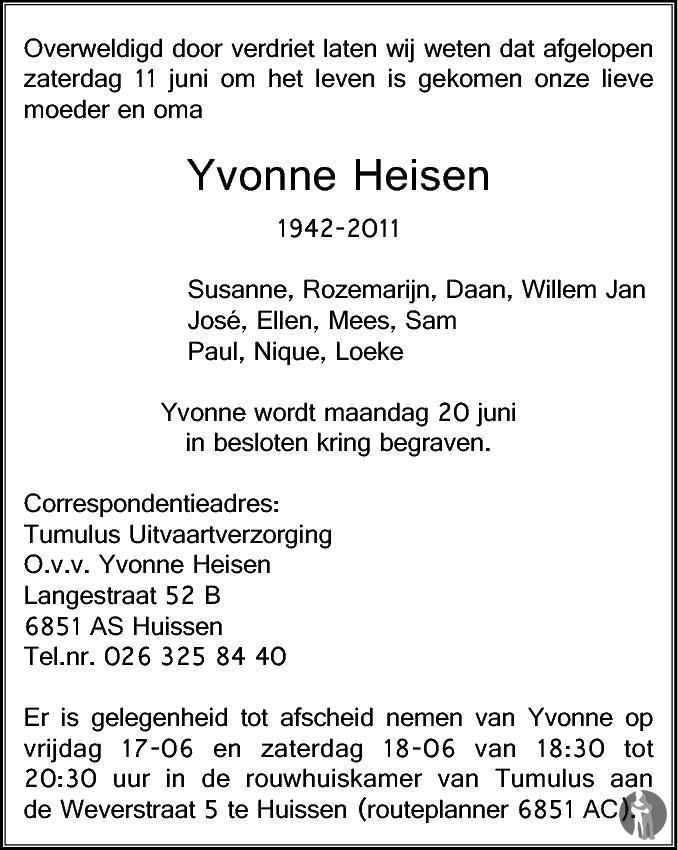 Overweldigd door verdriet laten wij weten dat afgelopen
zaterdag 11 juni om het leven is gekomen onze lieve
moeder en oma
Yvonne Heisen
1942-2011
Susanne, Rozemarijn, Daan, Willem Jan
José, Ellen, Mees, Sam
Paul, Nique, Loeke
Yvonne wordt maandag 20 juni
in besloten kring begraven.
Correspondentieadres:
Tumulus Uitvaartverzorging
O.v.v. Yvonne Heisen
Langestraat 52 B
6851 AS Huissen
Tel.nr. 026 325 84 40
Er is gelegenheid tot afscheid nemen van Yvonne op
vrijdag 17-06 en zaterdag 18-06 van 18:30 tot
20:30 uur in de rouwhuiskamer van Tumulus aan
de Weverstraat 5 te Huissen (routeplanner 6851 AC).